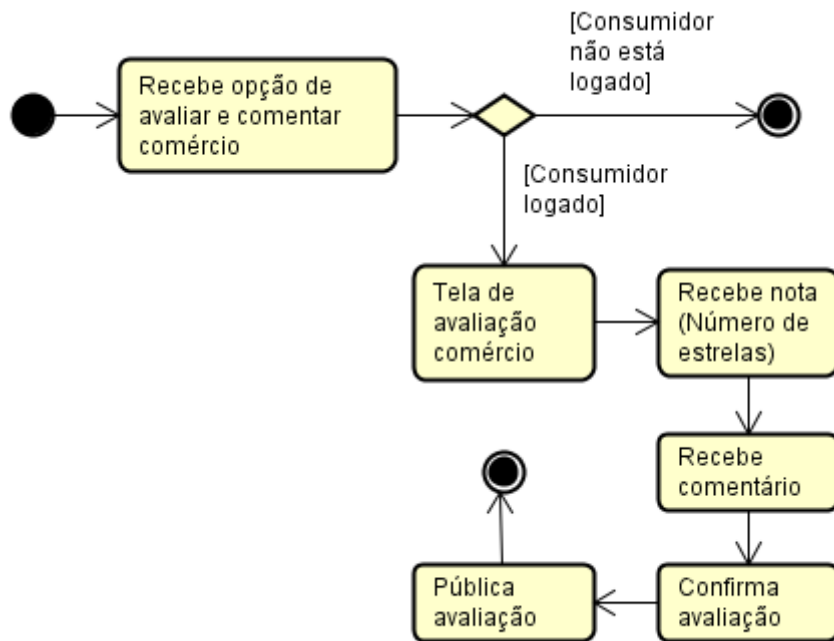 Recebe opção de
avaliar e comentar
comércio
[Consumidor
não está
logado]
[Consumidor
logado]
Tela de
avaliação
comércio
Recebe nota
(Número de
estrelas)
Recebe
comentário
Confirma
avaliação
Pública
avaliação